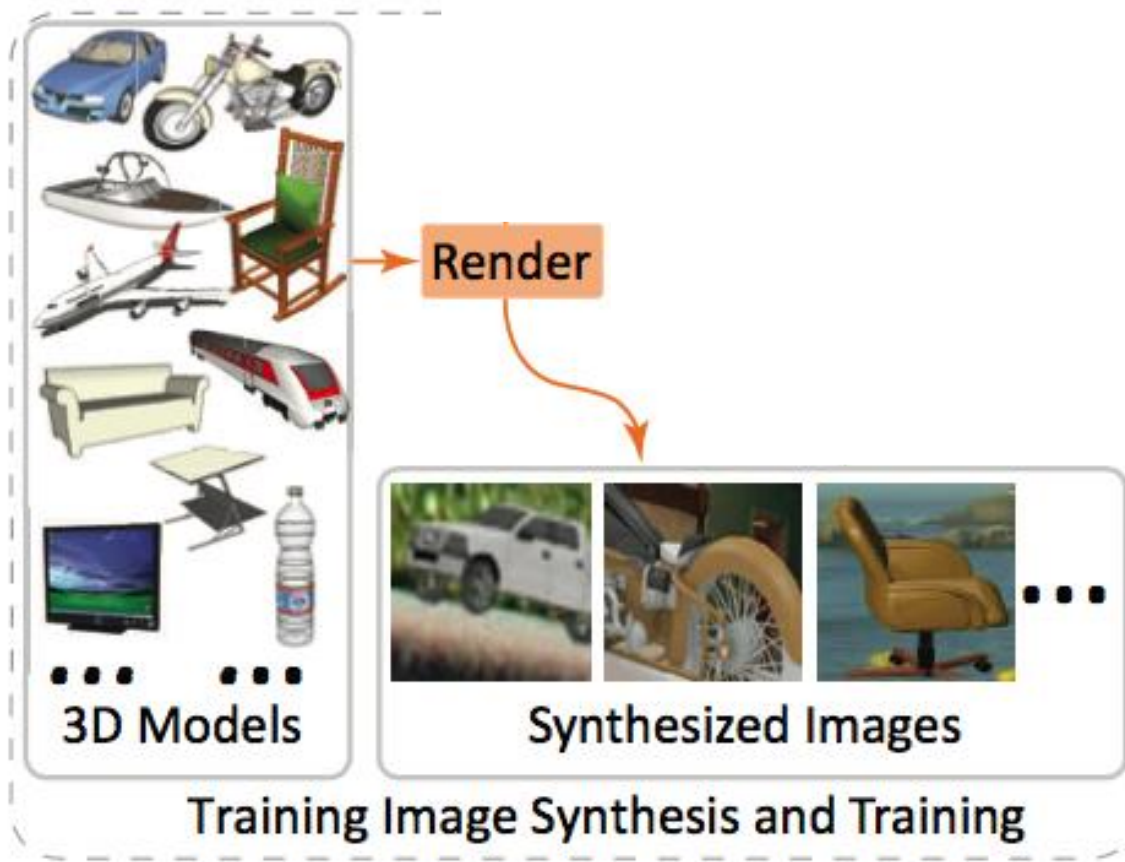 Render
3D Models
Synthesized Images
Training Image Synthesis and Training